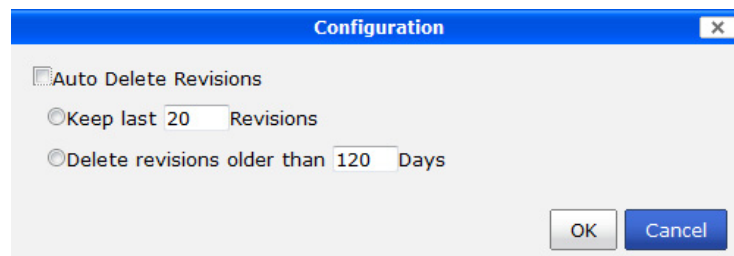 Configuration
Auto Delete Revisions
Keep last 20 Revisions
Delete revisions older than 120 Days
OK Cancel